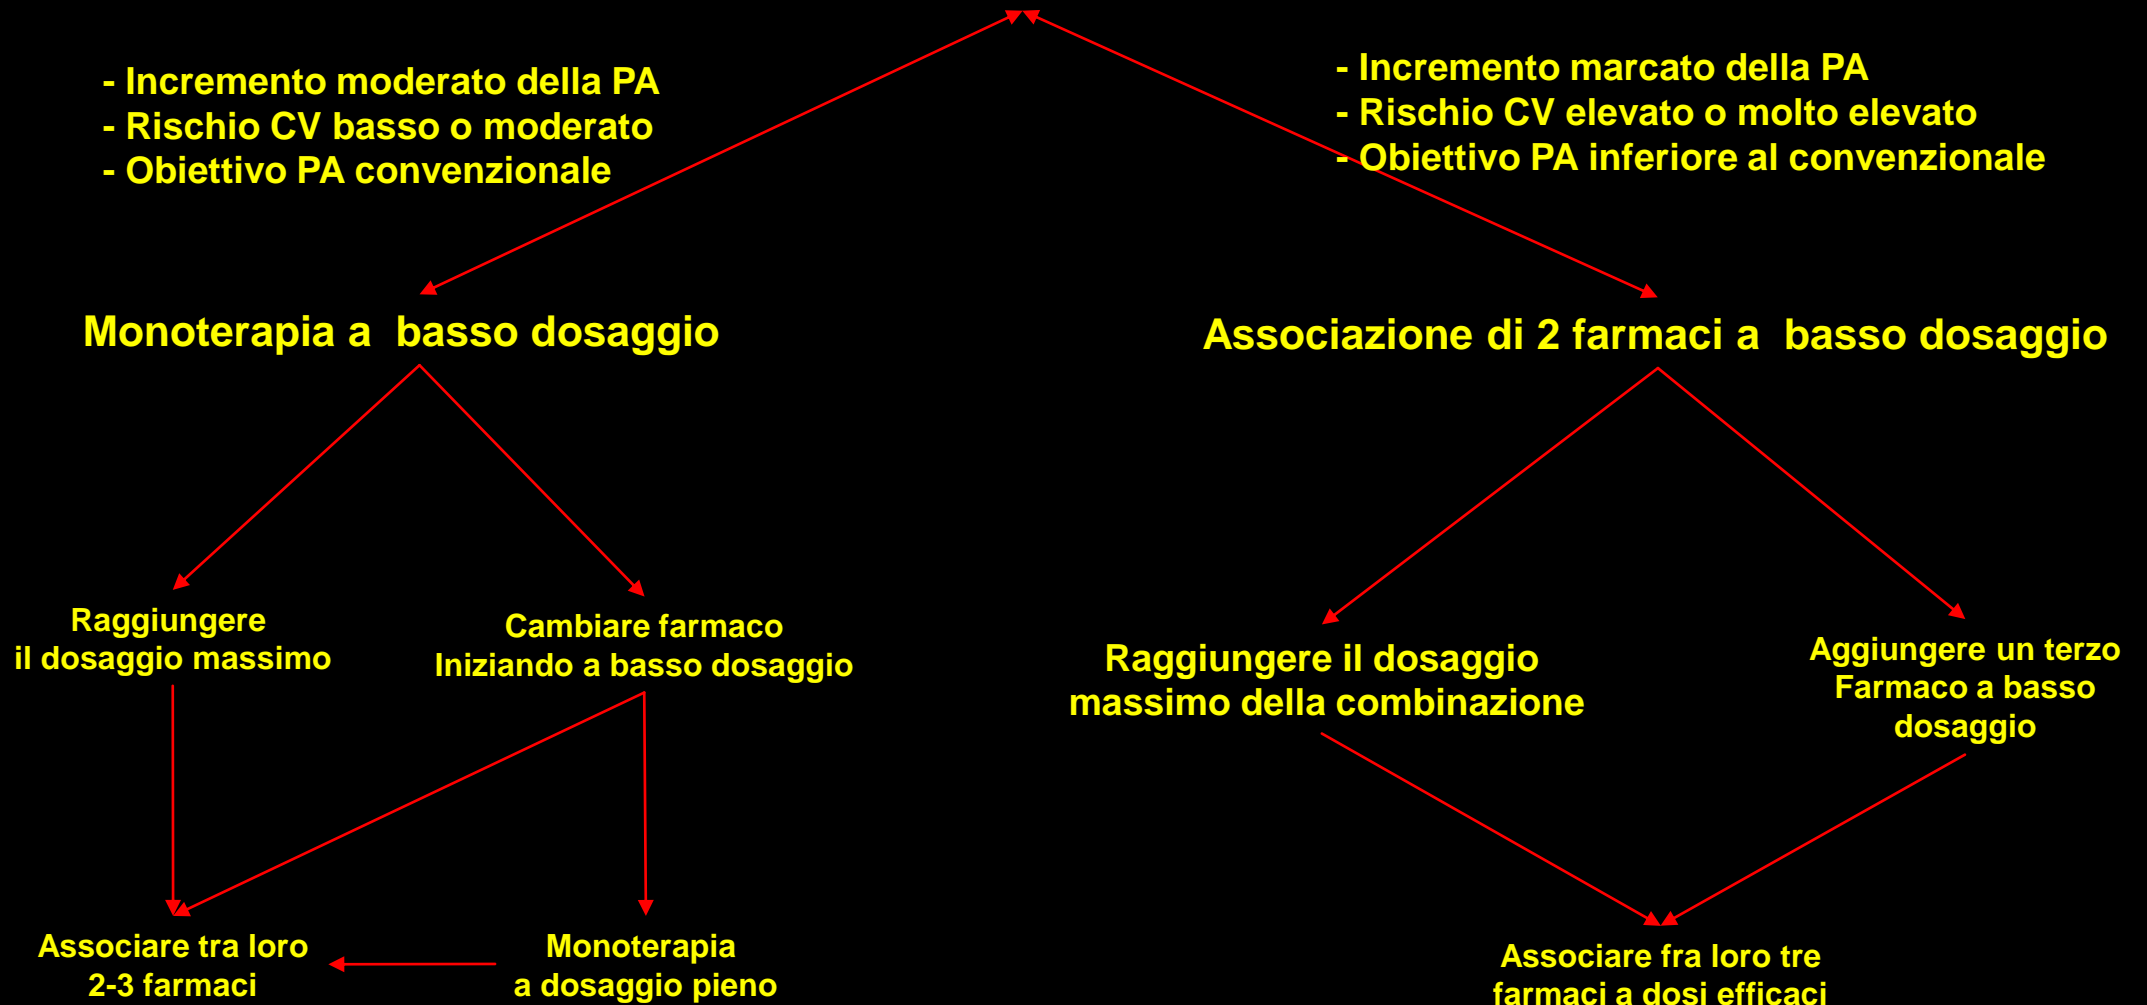 - Incremento moderato della PA
- Rischio CV basso o moderato
- Obiettivo PA convenzionale
- Incremento marcato della PA
- Rischio CV elevato o molto elevato
- Obiettivo PA inferiore al convenzionale
Monoterapia a basso dosaggio
Associazione di 2 farmaci a basso dosaggio
Raggiungere
il dosaggio massimo
Cambiare farmaco
Iniziando a basso dosaggio
Raggiungere il dosaggio
massimo della combinazione
Aggiungere un terzo
Farmaco a basso
dosaggio
Associare tra loro
2-3 farmaci
Monoterapia
a dosaggio pieno
Associare fra loro tre
farmaci a dosi efficaci